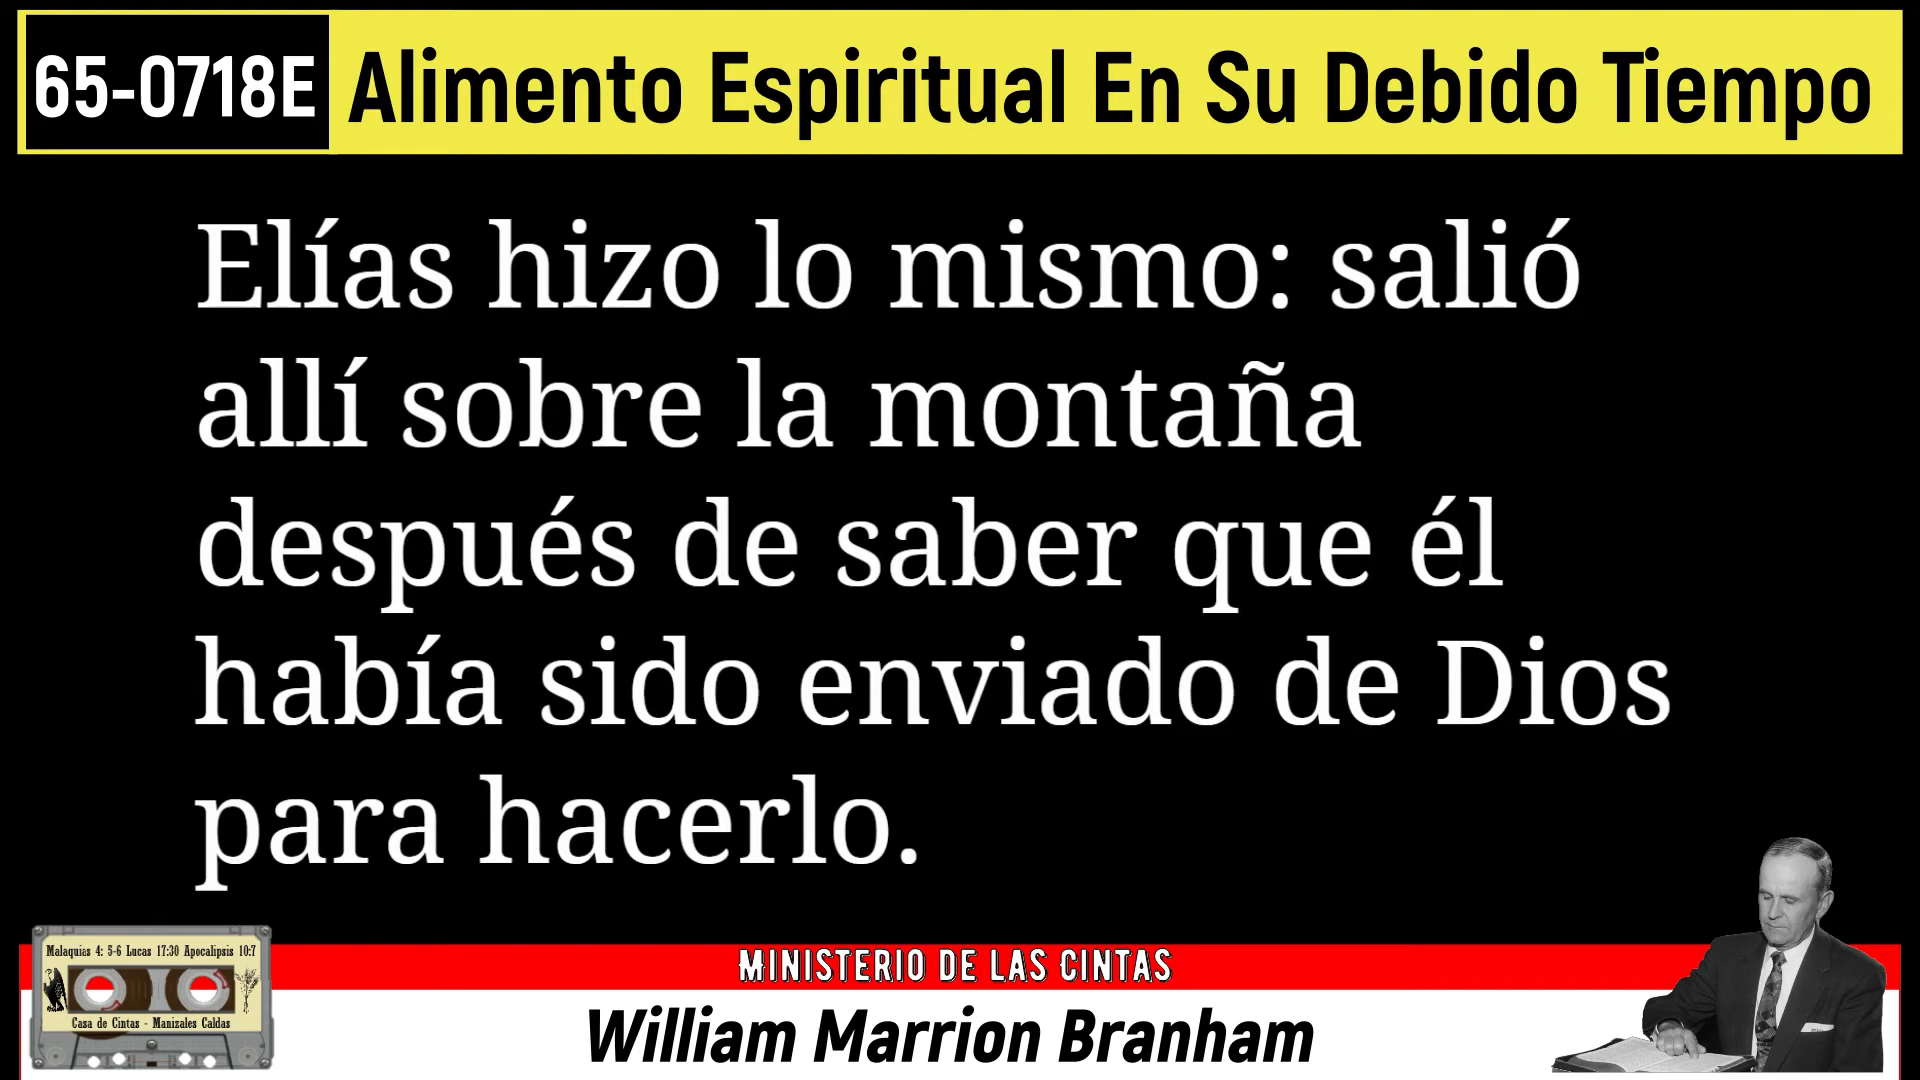 65-0718E Alimento Espiritual En Su Debido Tiempo
Elías hizo lo mismo: salió
allí sobre la montaña
después de saber que él
había sido enviado de Dios
para hacerlo.
Malaquias 4: 5-6 Lucas 17:30 Apocalipsis 10:7
Casa de Cintas - Manizales Caldas
MINISTERIO DE LAS CINTAS
William Marrion Branham